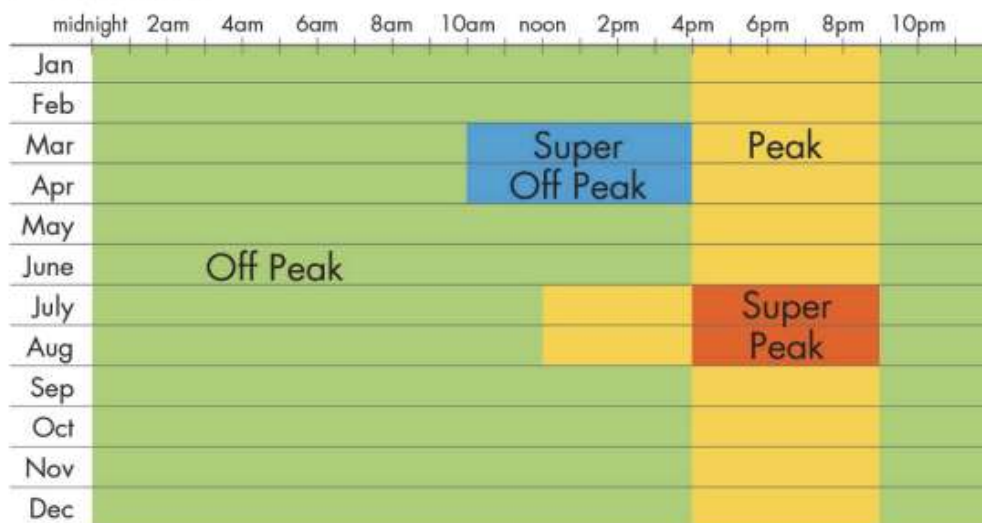 midnight 2am 4am 6am 8am 10am noon 2pm 4pm 6pm 8pm 10pm
Jan
Feb
Mar Super Peak
Apr Off Peak
May
June Off Peak
July Super
Aug Peak
Sep
Oct
Nov
Dec